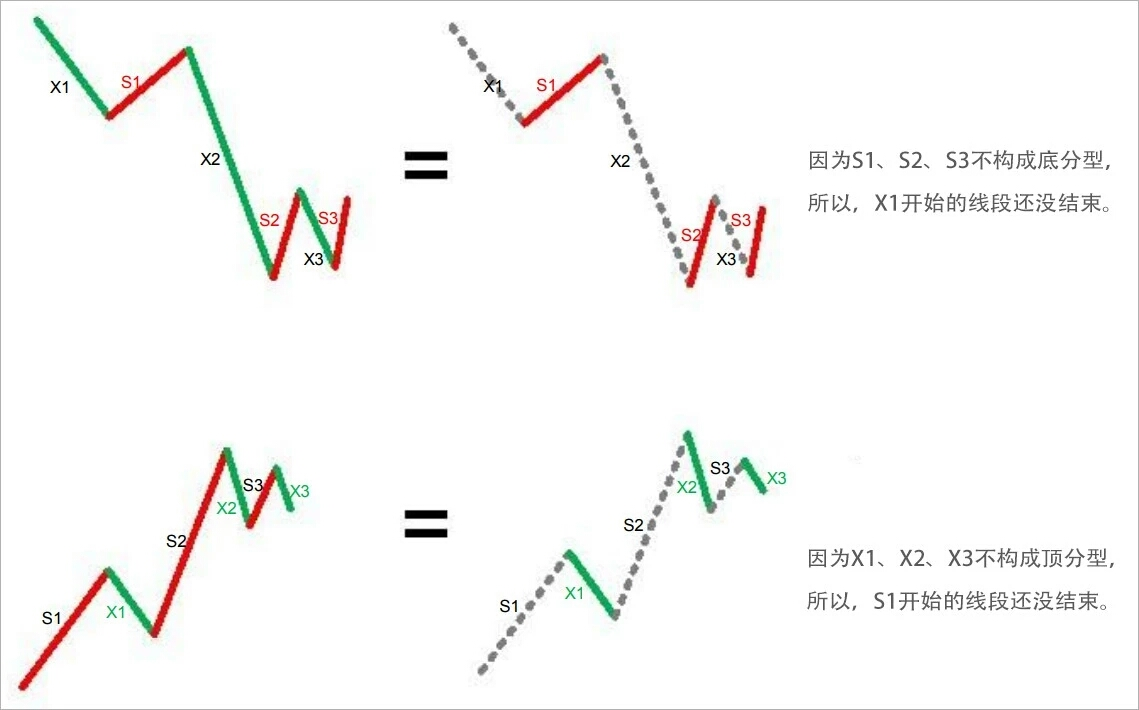 X1
S1
X2
S2
S3
X3
=
X1
S1
X2
S2
S3
X3
因为S1、S2、S3不构成底分型，
所以，X1开始的线段还没结束。
S1
X1
S2
X2
S3
X3
=
S1
X1
S2
X2
S3
X3
因为X1、X2、X3不构成顶分型，
所以，S1开始的线段还没结束。